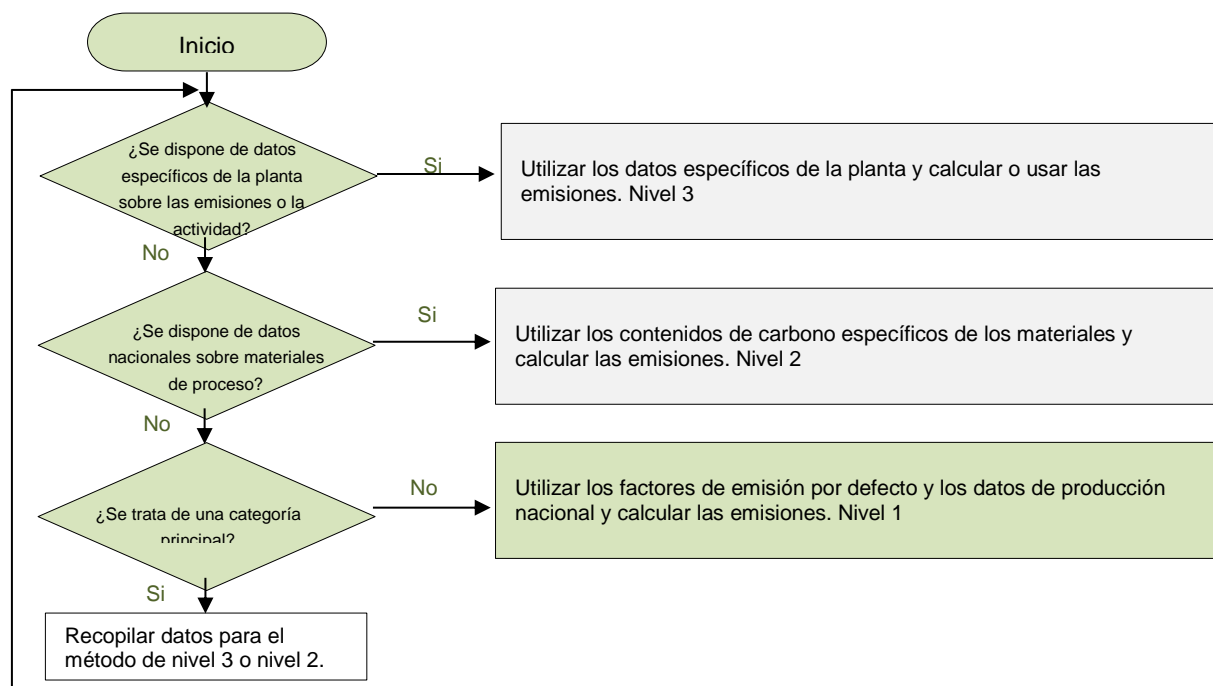 Inicio
¿Se dispone de datos
específicos de la planta
sobre las emisiones o la
actividad?
Si
Utilizar los datos específicos de la planta y calcular o usar las
emisiones. Nivel 3
No
¿Se dispone de datos
nacionales sobre materiales
de proceso?
Si
Utilizar los contenidos de carbono específicos de los materiales y
calcular las emisiones. Nivel 2
No
¿Se trata de una categoría
principal?
No
Utilizar los factores de emisión por defecto y los datos de producción
nacional y calcular las emisiones. Nivel 1
Si
Recopilar datos para el
método de nivel 3 o nivel 2.